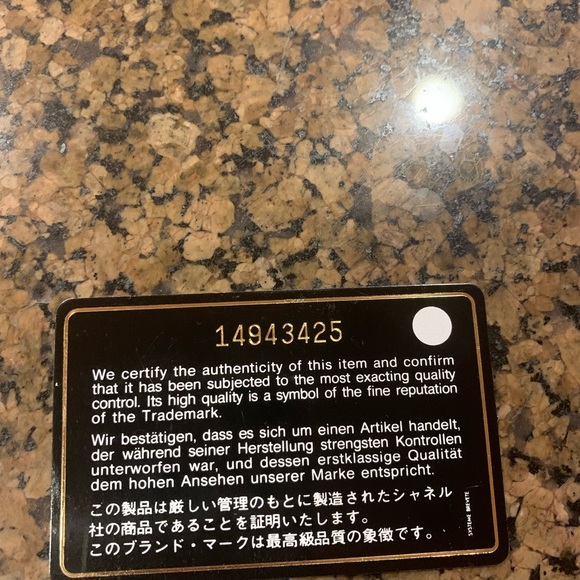 14943425
We certify the authenticity of this item and confirm
that it has been subjected to the most exacting quality
control. Its high quality is a symbol of the fine reputation
of the Trademark.
Wir bestätigen, dass es sich um einen Artikel handelt,
der während seiner Herstellung strengsten Kontrollen
unterworfen war, und dessen erstklassige Qualität
dem hohen Ansehen unserer Marke entspricht.
この製品は厳しい管理のもとに製造されたシャネル
社の商品であることを証明いたします。
このブランド・マークは最高級品質の象徴です。
SYSTEME BREVETE